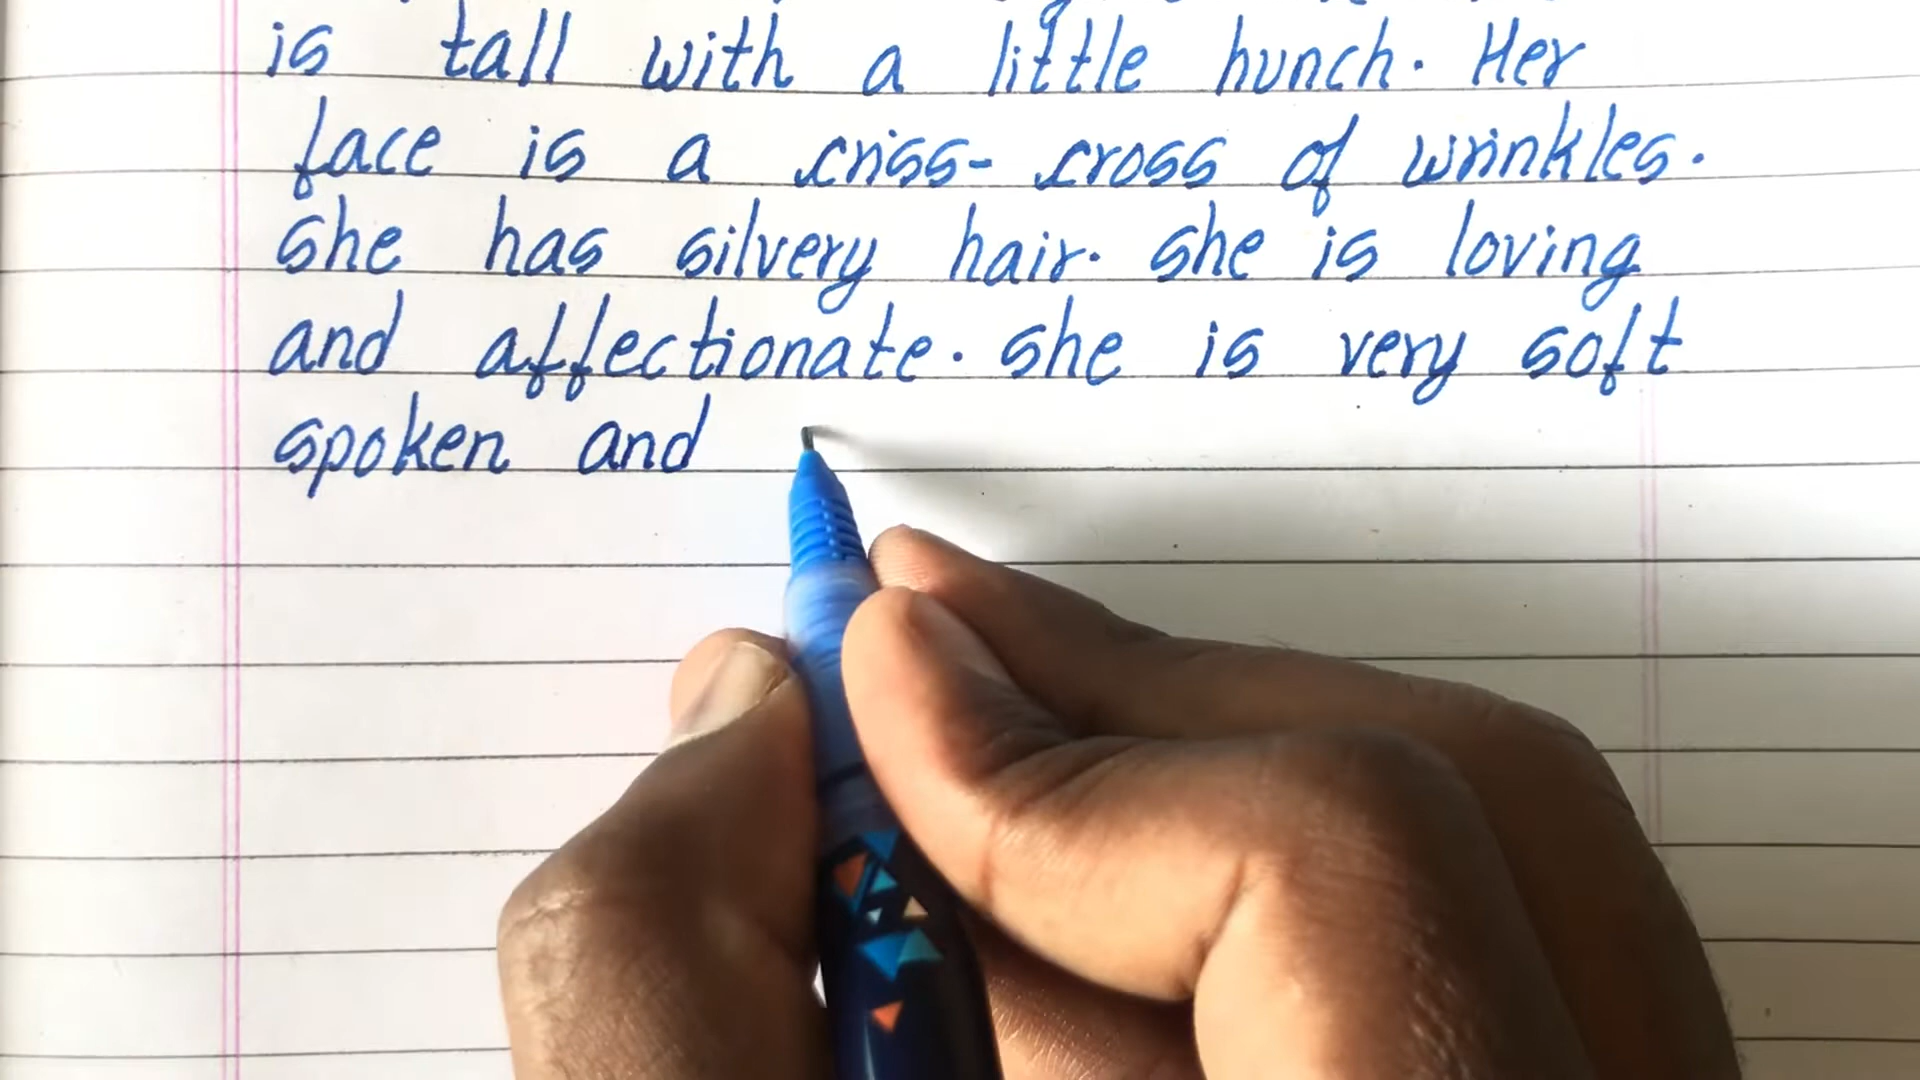 is tall with a little hunch. Her
face is a criss-cross of wrinkles.
she has silvery hair. she is loving
and affectionate. she is very soft
spoken and